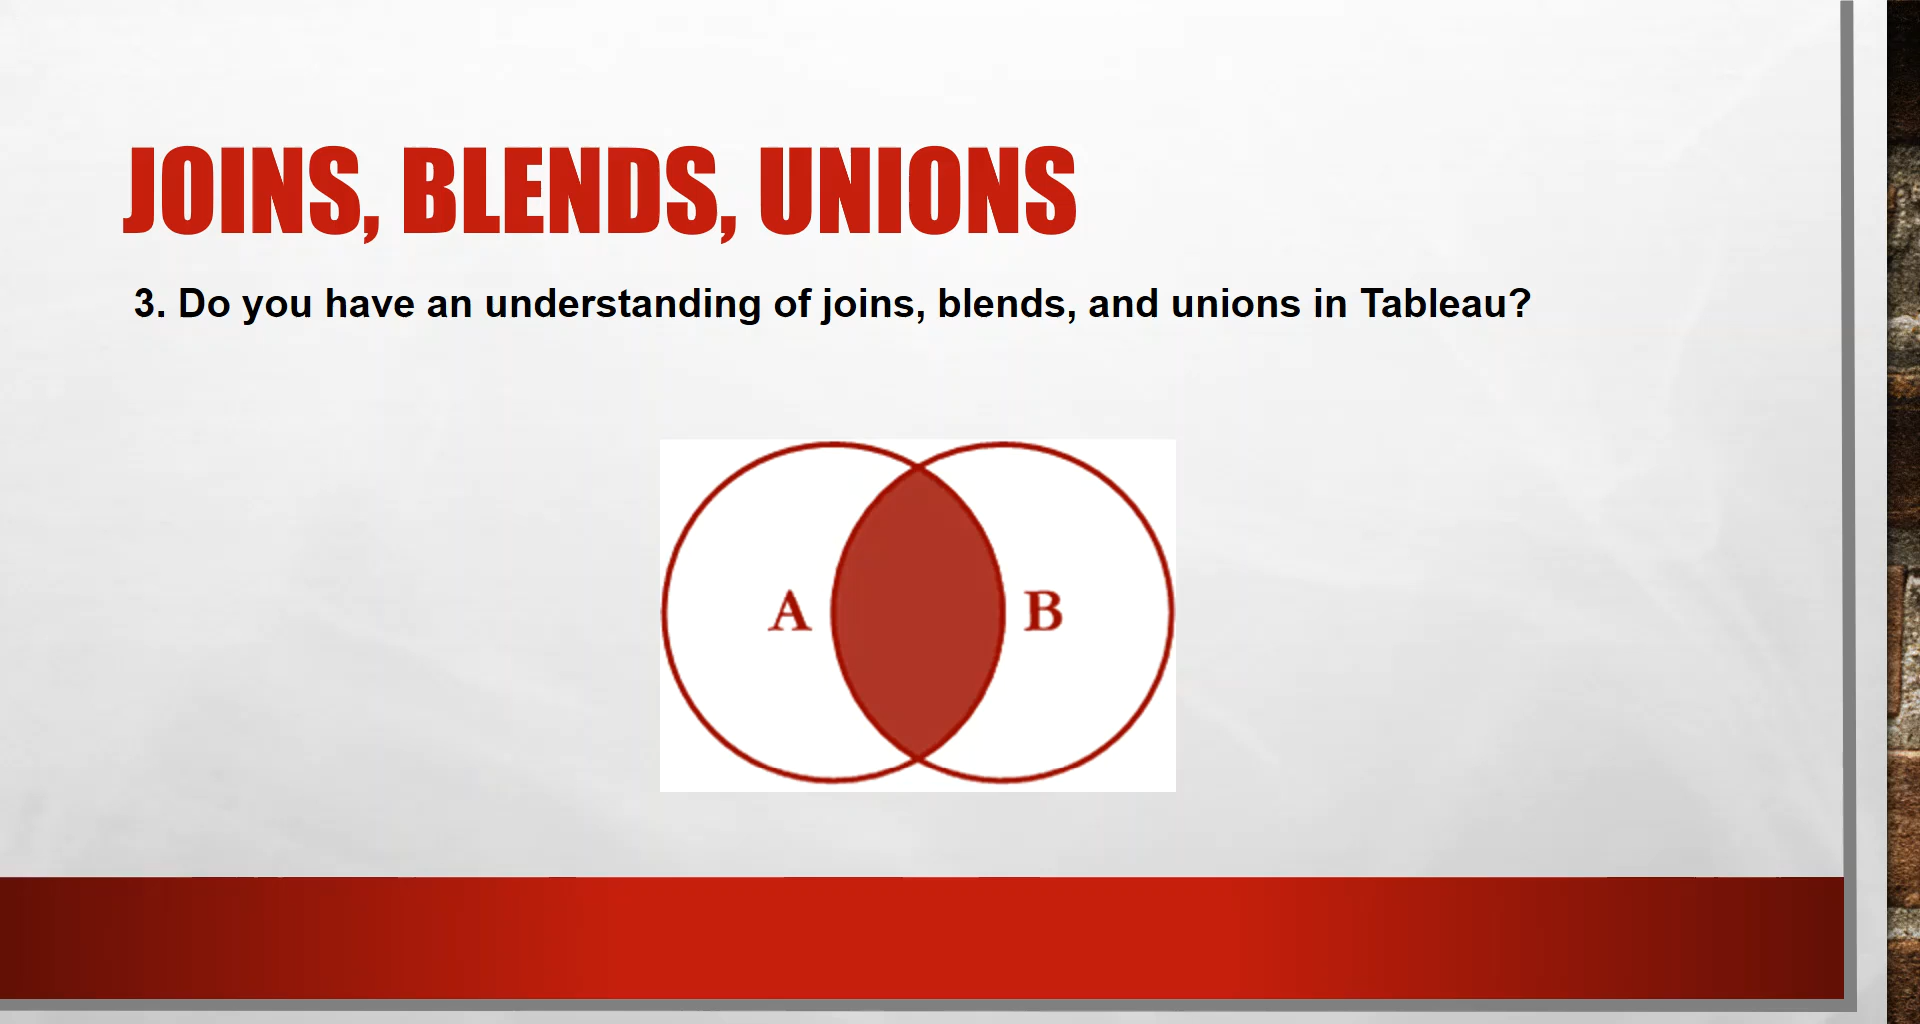 JOINS, BLENDS, UNIONS
3. Do you have an understanding of joins, blends, and unions in Tableau?
A B